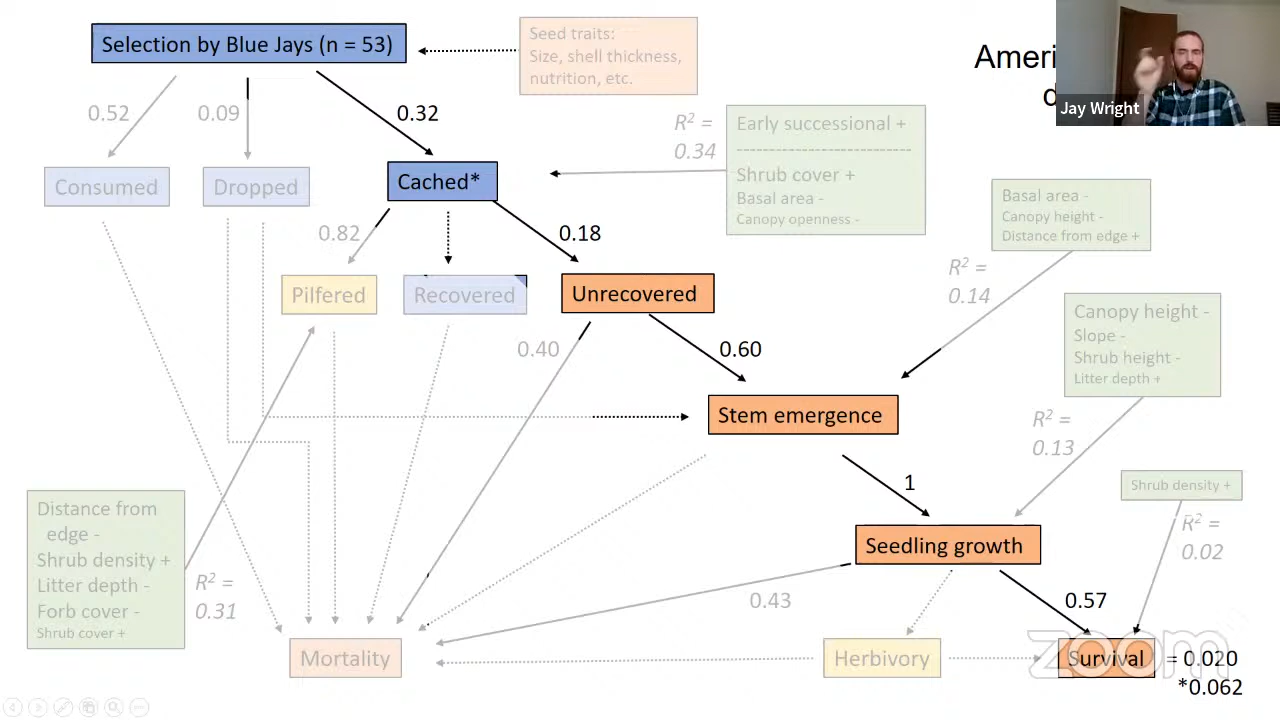 Selection by Blue Jays (n = 53)
Seed traits:
Size, shell thickness,
nutrition, etc.
Ameri
Jay Wright
0.52
0.09
0.32
R² =
0.34
Early successional +
Shrub cover +
Basal area -
Canopy openness -
Consumed
Dropped
Cached*
Basal area -
Canopy height -
Distance from edge +
0.82
0.18
R² =
0.14
Pilfered
Recovered
Unrecovered
Canopy height -
Slope -
Shrub height -
Litter depth +
0.40
0.60
Stem emergence
R² =
0.13
1
Shrub density +
Distance from
edge -
Shrub density +
Litter depth -
Forb cover -
Shrub cover +
R² =
0.31
Seedling growth
R² =
0.02
0.43
0.57
Mortality
Herbivory
Survival
= 0.020
*0.062
zoom